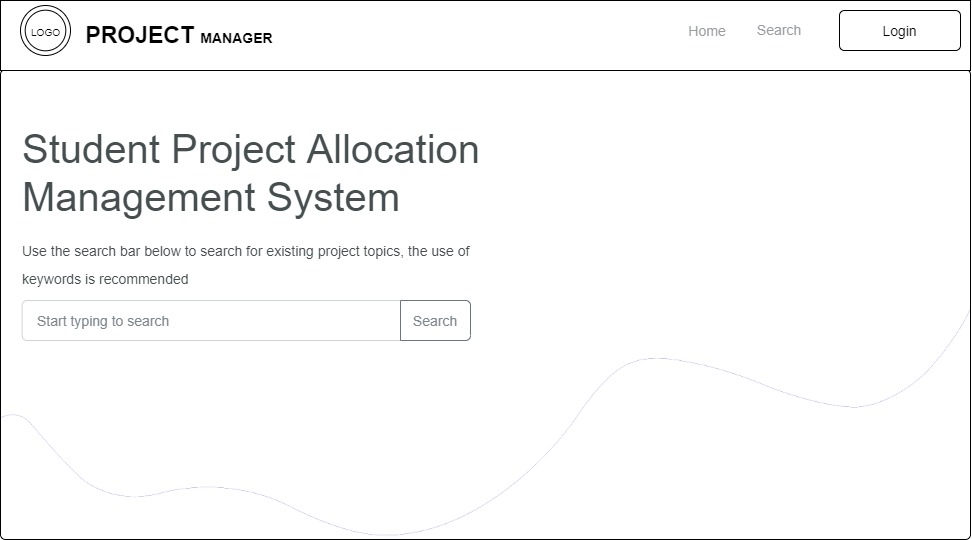 LOGO
PROJECT MANAGER
Home
Search
Login
Student Project Allocation
Management System
Use the search bar below to search for existing project topics, the use of
keywords is recommended
Start typing to search
Search